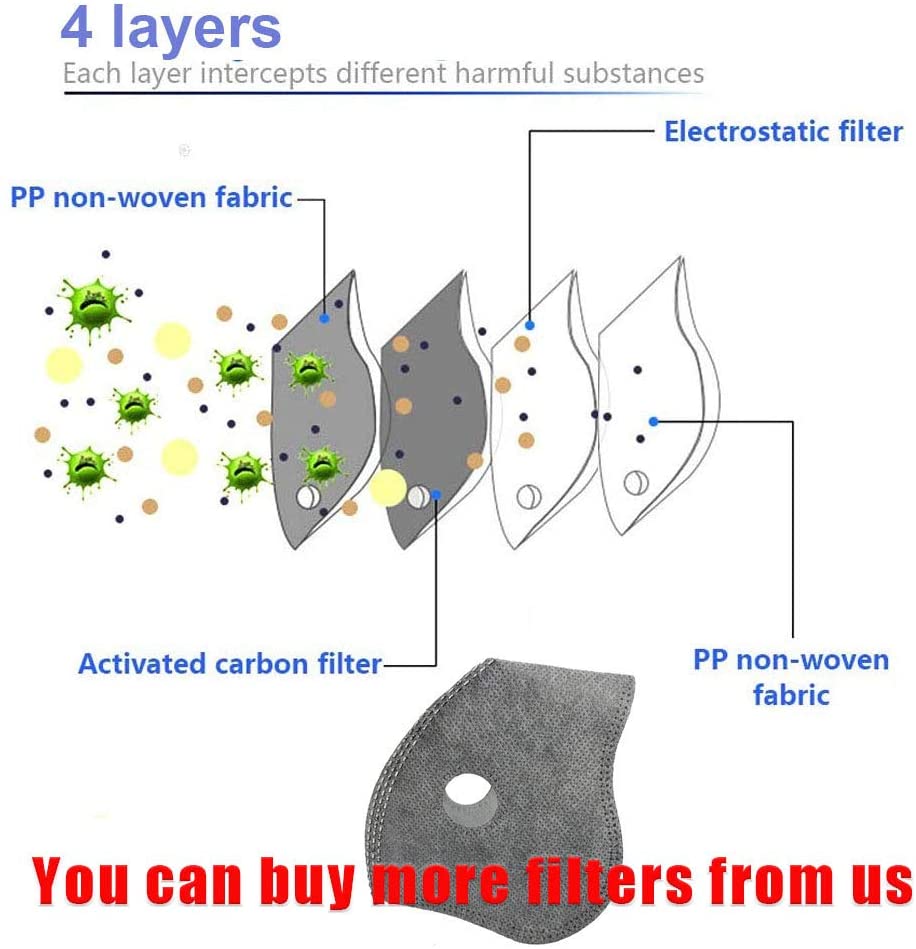 4 layers
Each layer intercepts different harmful substances
Electrostatic filter
PP non-woven fabric
Activated carbon filter
PP non-woven
fabric
You can buy more filters from us